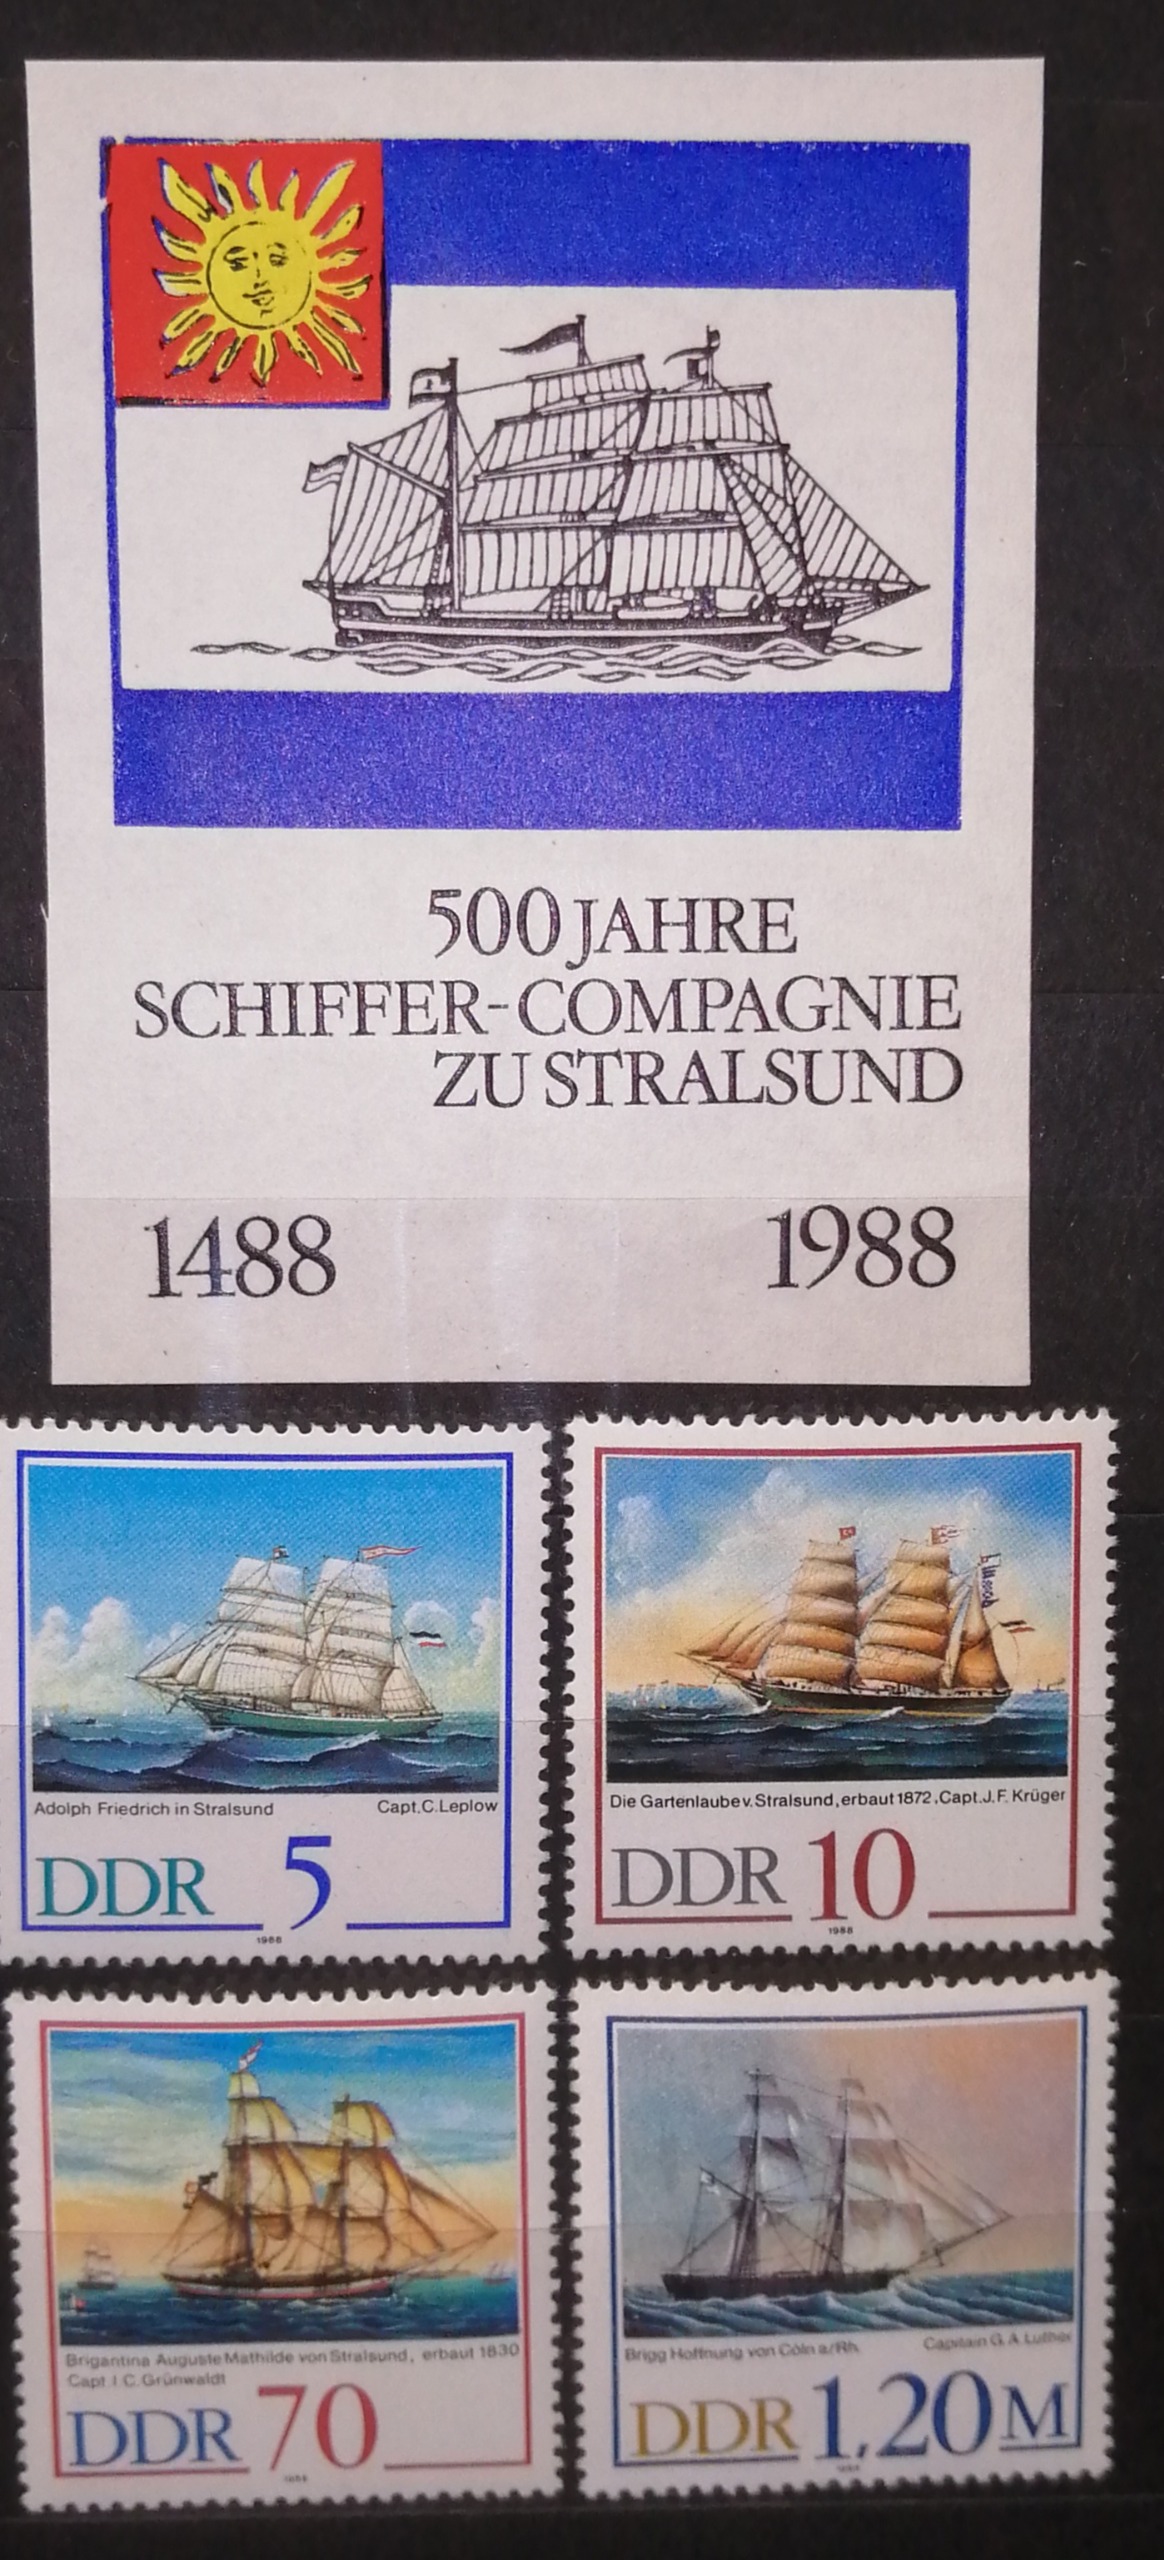 500 JAHRE
SCHIFFER-COMPAGNIE
ZU STRALSUND
1488 1988
Adolph Friedrich in Stralsund Capt.C.Leplow
DDR 5
1988
Die Gartenlaube v. Stralsund, erbaut 1872, Capt. J. F. Krüger
DDR 10
1988
Brigantina Auguste Mathilde von Stralsund, erbaut 1830
Capt. I. C. Grünwaldt
DDR 70
1988
Brigg Hoffnung von Cöln a/Rh. Capitain G. A. Luther
DDR 1,20 M